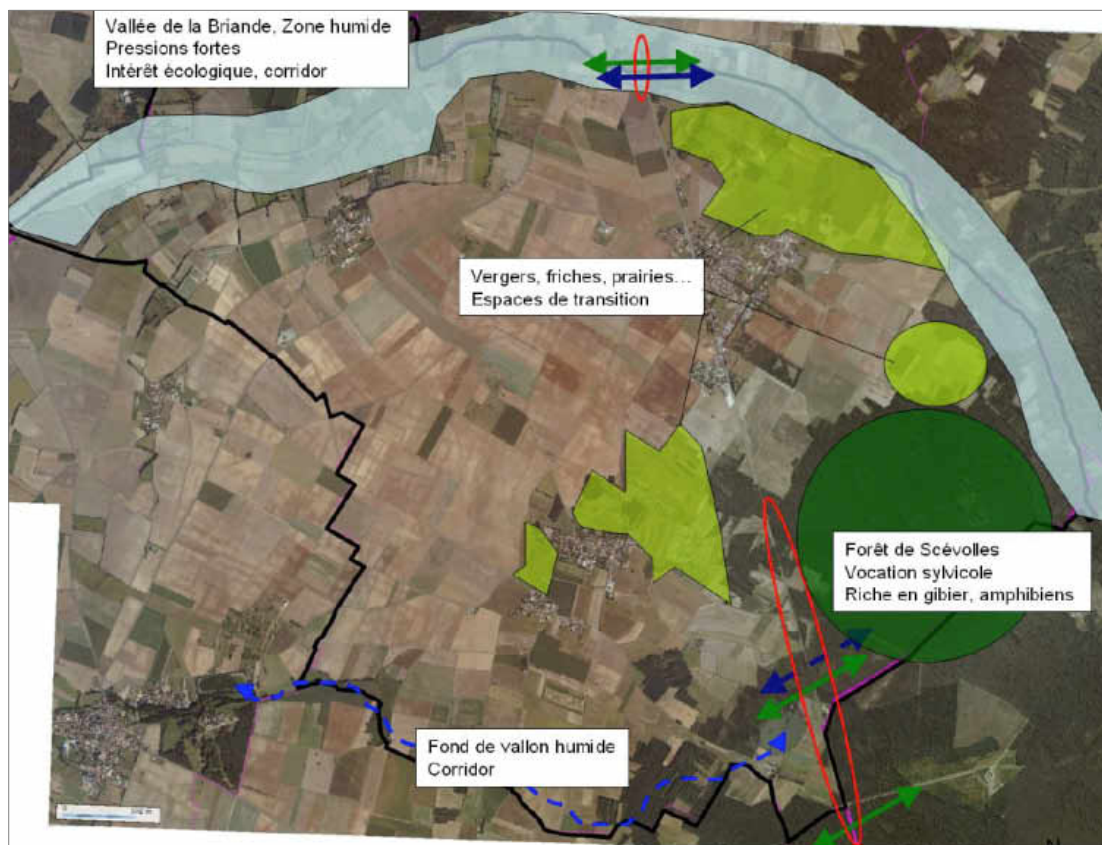 Vallée de la Briande, Zone humide
Pressions fortes
Intérêt écologique, corridor
Vergers, friches, prairies...
Espaces de transition
Forêt de Scévolles
Vocation sylvicole
Riche en gibier, amphibiens
Fond de vallon humide
Corridor
0
N